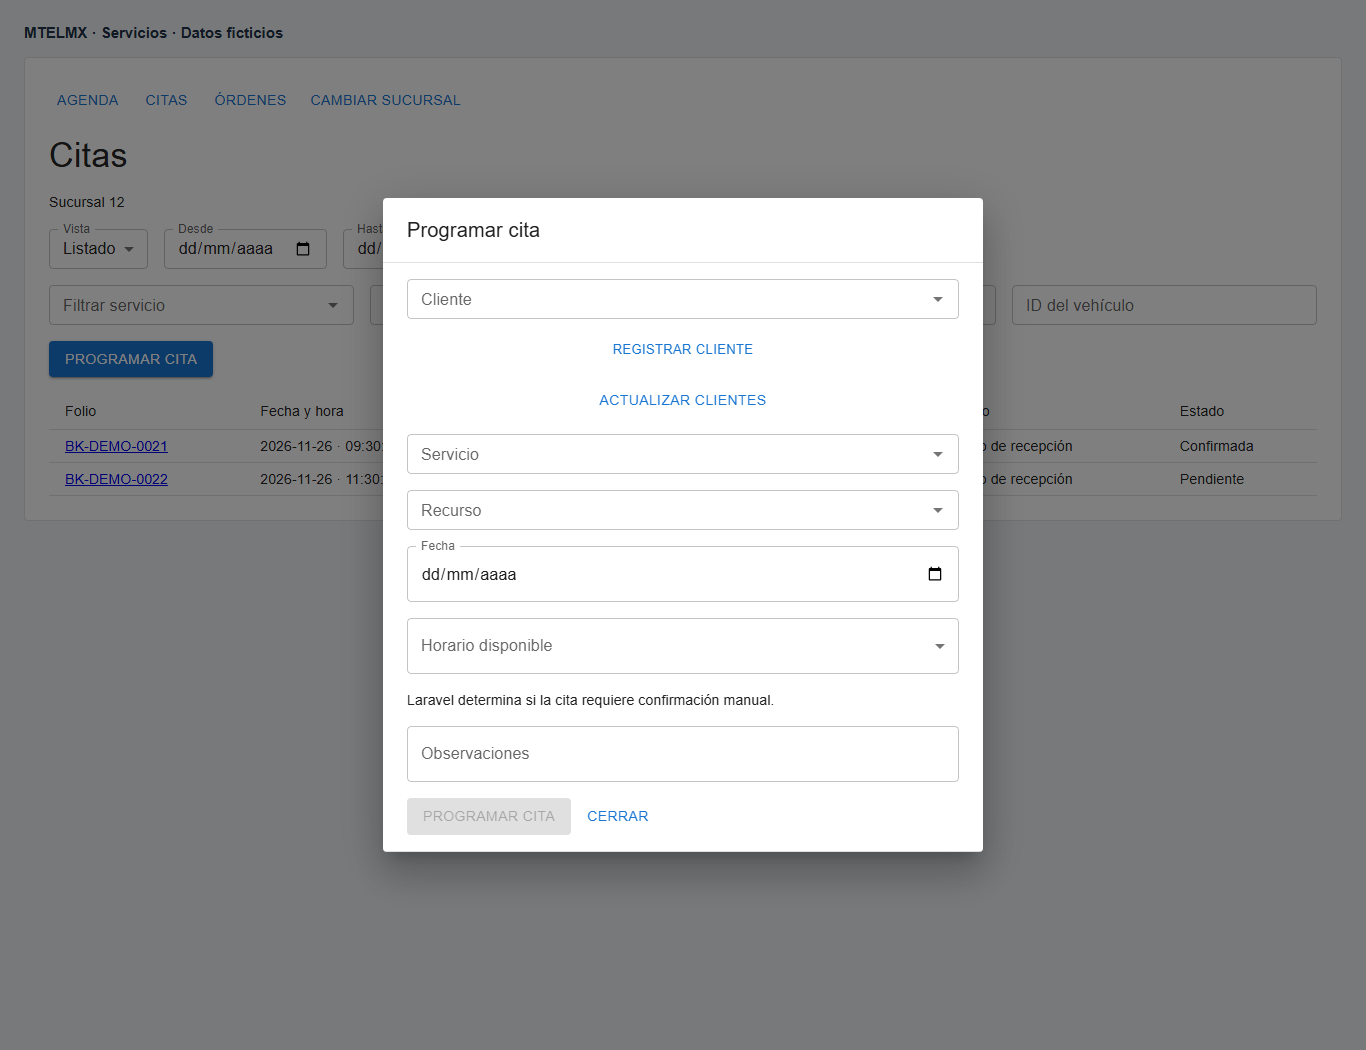 MTELMX · Servicios · Datos ficticios
AGENDA CITAS ÓRDENES CAMBIAR SUCURSAL
Citas
Sucursal 12
Vista Desde
Listado dd/mm/aaaa
Filtrar servicio ID del vehículo
PROGRAMAR CITA
Folio Fecha y hora Estado
BK-DEMO-0021 2026-11-26 · 09:30 de recepción Confirmada
BK-DEMO-0022 2026-11-26 · 11:30 de recepción Pendiente
Programar cita
Cliente
REGISTRAR CLIENTE
ACTUALIZAR CLIENTES
Servicio
Recurso
Fecha
dd/mm/aaaa
Horario disponible
Laravel determina si la cita requiere confirmación manual.
Observaciones
PROGRAMAR CITA CERRAR